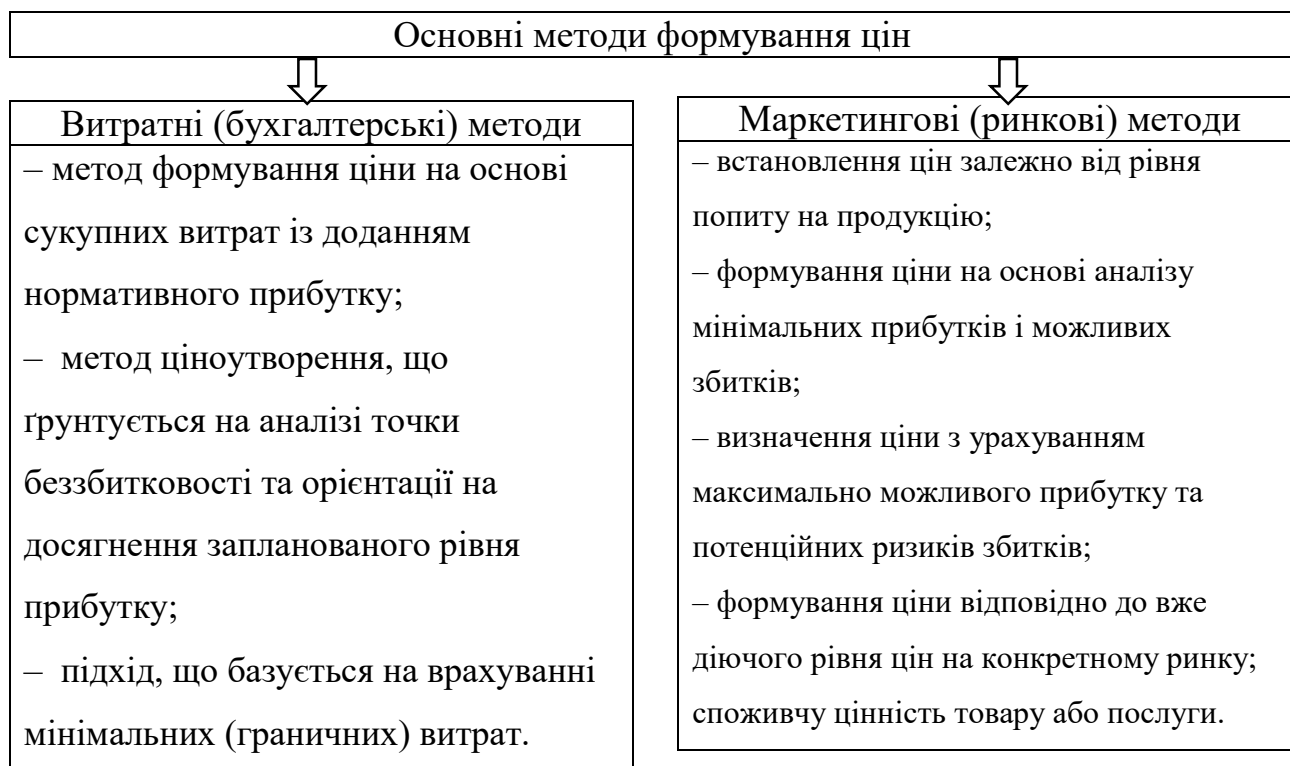 Основні методи формування цін
Витратні (бухгалтерські) методи
– метод формування ціни на основі
сукупних витрат із доданням
нормативного прибутку;
– метод ціноутворення, що
ґрунтується на аналізі точки
беззбитковості та орієнтації на
досягнення запланованого рівня
прибутку;
– підхід, що базується на врахуванні
мінімальних (граничних) витрат.
Маркетингові (ринкові) методи
– встановлення цін залежно від рівня
попиту на продукцію;
– формування ціни на основі аналізу
мінімальних прибутків і можливих
збитків;
– визначення ціни з урахуванням
максимально можливого прибутку та
потенційних ризиків збитків;
– формування ціни відповідно до вже
діючого рівня цін на конкретному ринку;
споживчу цінність товару або послуги.